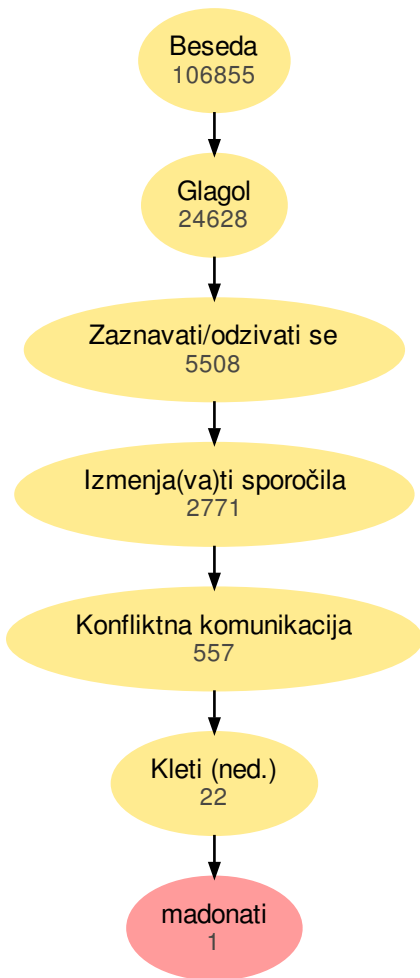 Beseda
106855
Glagol
24628
Zaznavati/odzivati se
5508
Izmenja(va)ti sporočila
2771
Konfliktna komunikacija
557
Kleti (ned.)
22
madonati
1